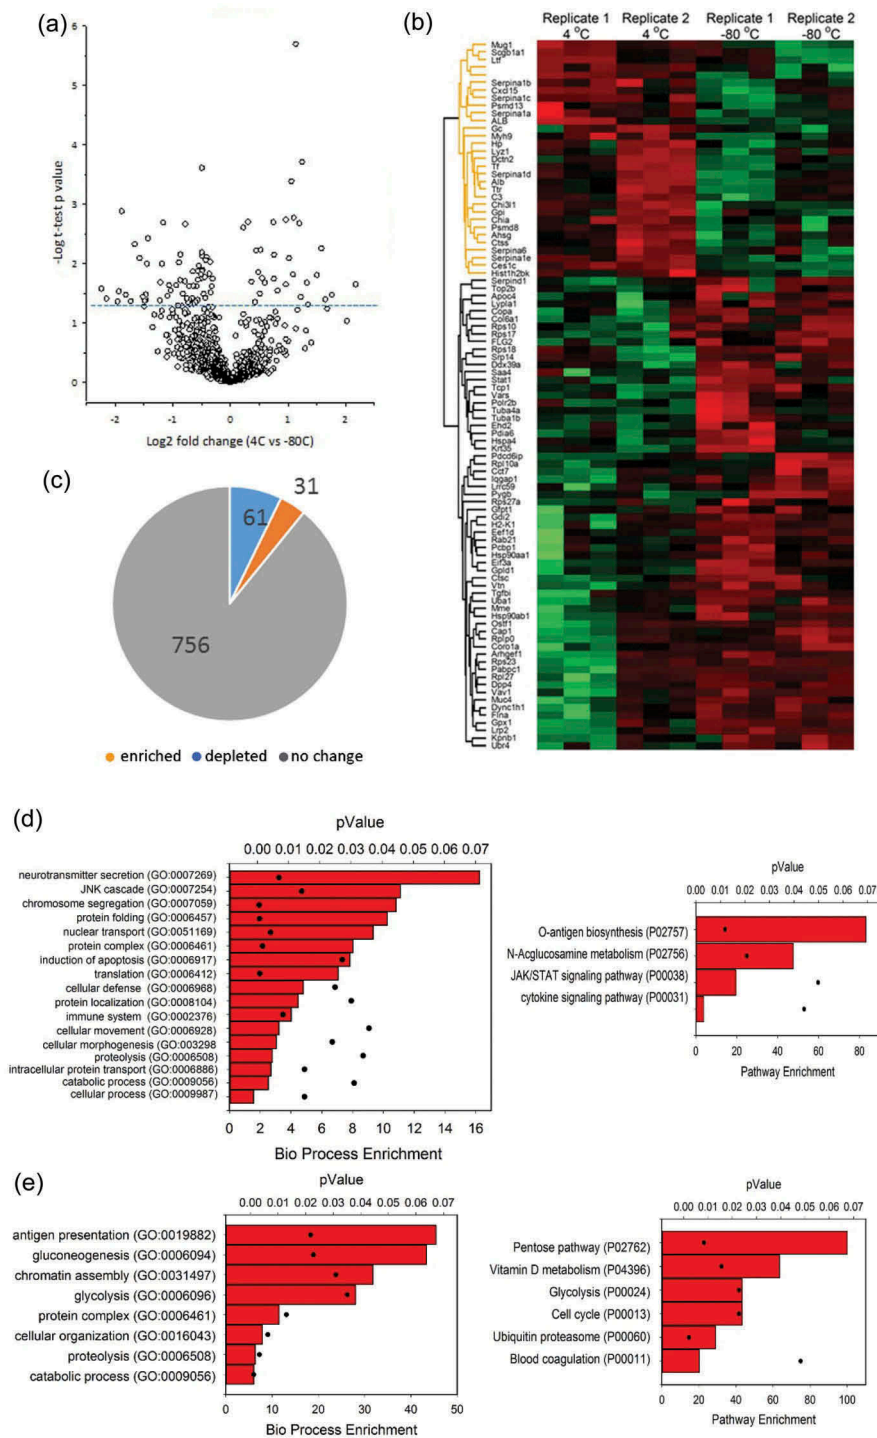 (a)
-6
5
4
3
2
1
0
-Log t-test p value
-2
-1
0
1
2
Log2 fold change (4C vs -80C)
(b)
Replicate 1
4 °C
Replicate 2
4 °C
Replicate 1
-80 °C
Replicate 2
-80 °C
Mug1
Scgb1a1
Ltf
Serpina1b
Cxcl15
Serpina1c
Psmd13
Serpina1a
ALB
Gc
Myh9
Hp
Lyz1
Dctn2
Tf
Serpina1d
Alb
Ttr
C3
Chi3l1
Gpi
Chia
Psmd8
Ahsg
Ctss
Serpina6
Serpina1e
Ces1c
Hist1h2bk
Serpind1
Top2b
Apoc4
Lypla1
Copa
Col6a1
Rps10
Rps17
FLG2
Rps18
Srp14
Ddx39a
Saa4
Stat1
Tcp1
Vars
Polr2b
Tuba4a
Tuba1b
Ehd2
Pdia6
Hspa4
Krt35
Pdcd6ip
Rpl10a
Cct7
Iqgap1
Lrrc59
Pygb
Rps27a
Gfpt1
Gdi2
H2-K1
Eef1d
Rab21
Pcbp1
Hsp90aa1
Eif3a
Gpld1
Ctsc
Vtn
Tgfbi
Uba1
Mme
Hsp90ab1
Ostf1
Cap1
Rplp0
Coro1a
Arhgef1
Rps23
Pabpc1
Rpl27
Dpp4
Vav1
Muc4
Dync1h1
Flna
Gpx1
Lrp2
Kpnb1
Ubr4
(c)
31
61
756
enriched depleted no change
(d)
pValue
0.00 0.01 0.02 0.03 0.04 0.05 0.06 0.07
neurotransmitter secretion (GO:0007269)
JNK cascade (GO:0007254)
chromosome segregation (GO:0007059)
protein folding (GO:0006457)
nuclear transport (GO:0051169)
protein complex (GO:0006461)
induction of apoptosis (GO:0006917)
translation (GO:0006412)
cellular defense (GO:0006968)
protein localization (GO:0008104)
immune system (GO:0002376)
cellular movement (GO:0006928)
cellular morphogenesis (GO:003298
proteolysis (GO:0006508)
intracellular protein transport (GO:0006886)
catabolic process (GO:0009056)
cellular process (GO:0009987)
0 2 4 6 8 10 12 14 16
Bio Process Enrichment
pValue
0.00 0.01 0.02 0.03 0.04 0.05 0.06 0.07
O-antigen biosynthesis (P02757)
N-Acglucosamine metabolism (P02756)
JAK/STAT signaling pathway (P00038)
cytokine signaling pathway (P00031)
0 20 40 60 80
Pathway Enrichment
(e)
pValue
0.00 0.01 0.02 0.03 0.04 0.05 0.06 0.07
antigen presentation (GO:0019882)
gluconeogenesis (GO:0006094)
chromatin assembly (GO:0031497)
glycolysis (GO:0006096)
protein complex (GO:0006461)
cellular organization (GO:0016043)
proteolysis (GO:0006508)
catabolic process (GO:0009056)
0 10 20 30 40 50
Bio Process Enrichment
pValue
0.00 0.01 0.02 0.03 0.04 0.05 0.06 0.07
Pentose pathway (P02762)
Vitamin D metabolism (P04396)
Glycolysis (P00024)
Cell cycle (P00013)
Ubiquitin proteasome (P00060)
Blood coagulation (P00011)
0 20 40 60 80 100
Pathway Enrichment